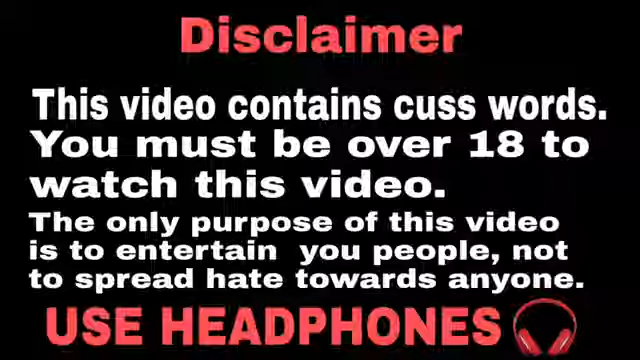 Disclaimer
This video contains cuss words.
You must be over 18 to
watch this video.
The only purpose of this video
is to entertain  you people, not
to spread hate towards anyone.
USE HEADPHONES